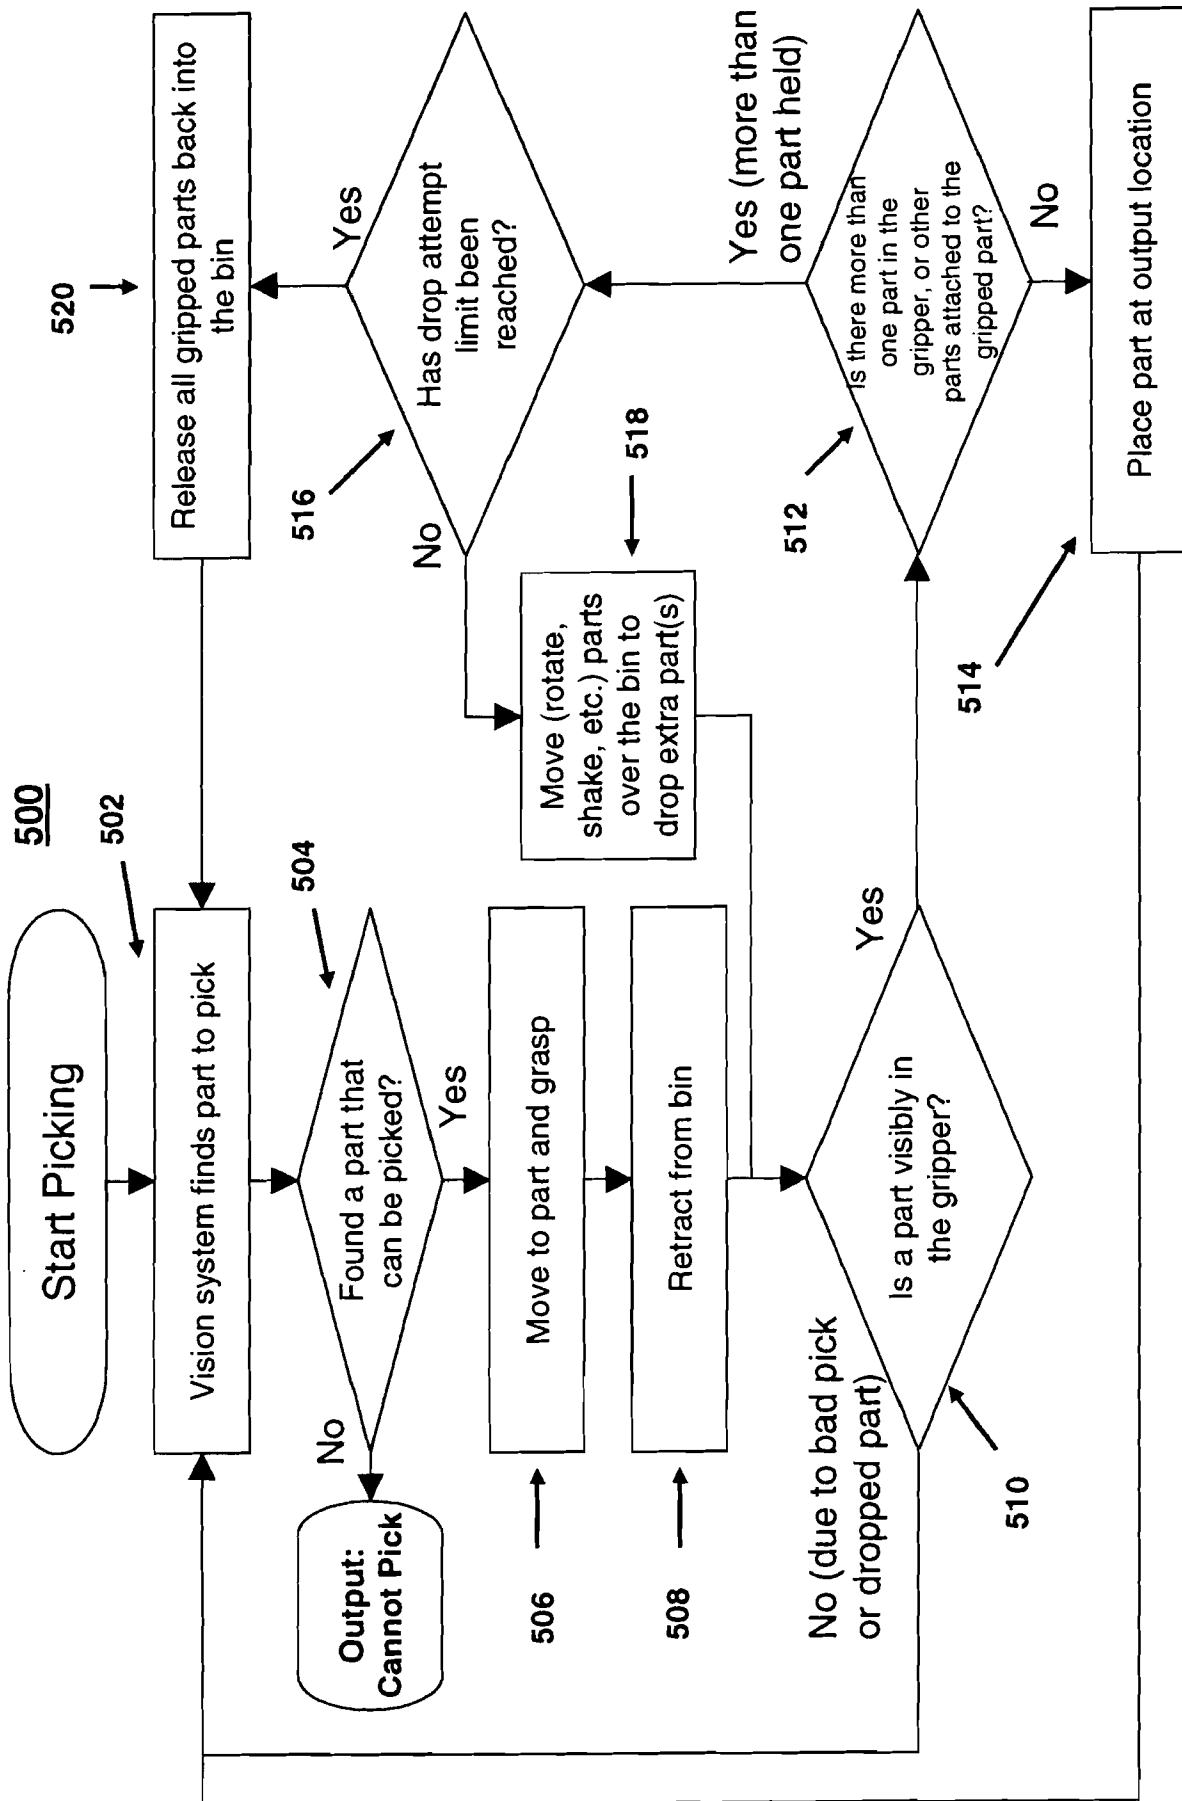 500
Start Picking
502
Vision system finds part to pick
504
Found a part that
can be picked?
No
Output:
Cannot Pick
Yes
506
Move to part and grasp
508
Retract from bin
Is a part visibly in
the gripper?
510
No (due to bad pick
or dropped part)
Yes
512
Is there more than
one part in the
gripper, or other
parts attached to the
gripped part?
No
514
Place part at output location
Yes (more than
one part held)
516
Has drop attempt
limit been
reached?
No
518
Move (rotate,
shake, etc.) parts
over the bin to
drop extra part(s)
Yes
520
Release all gripped parts back into
the bin